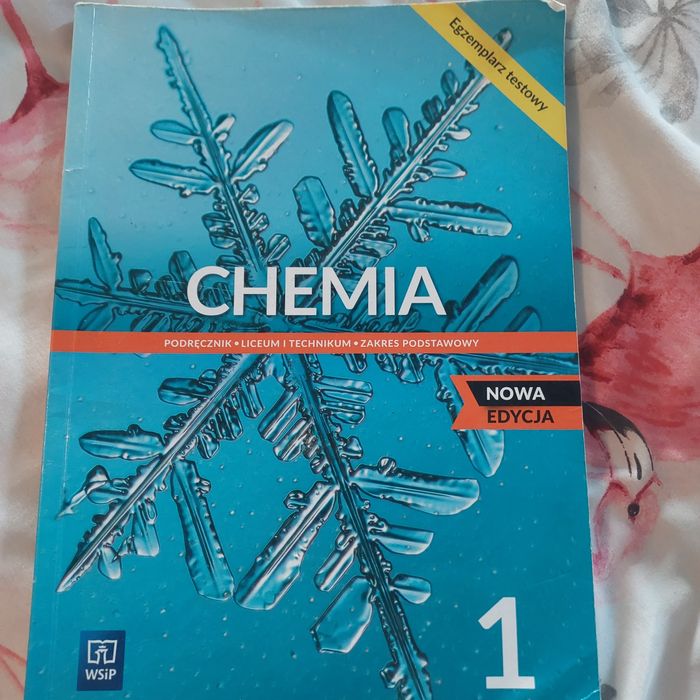 Egzemplarz testowy
CHEMIA
PODRĘCZNIK • LICEUM I TECHNIKUM • ZAKRES PODSTAWOWY
NOWA
EDYCJA
1
WSiP